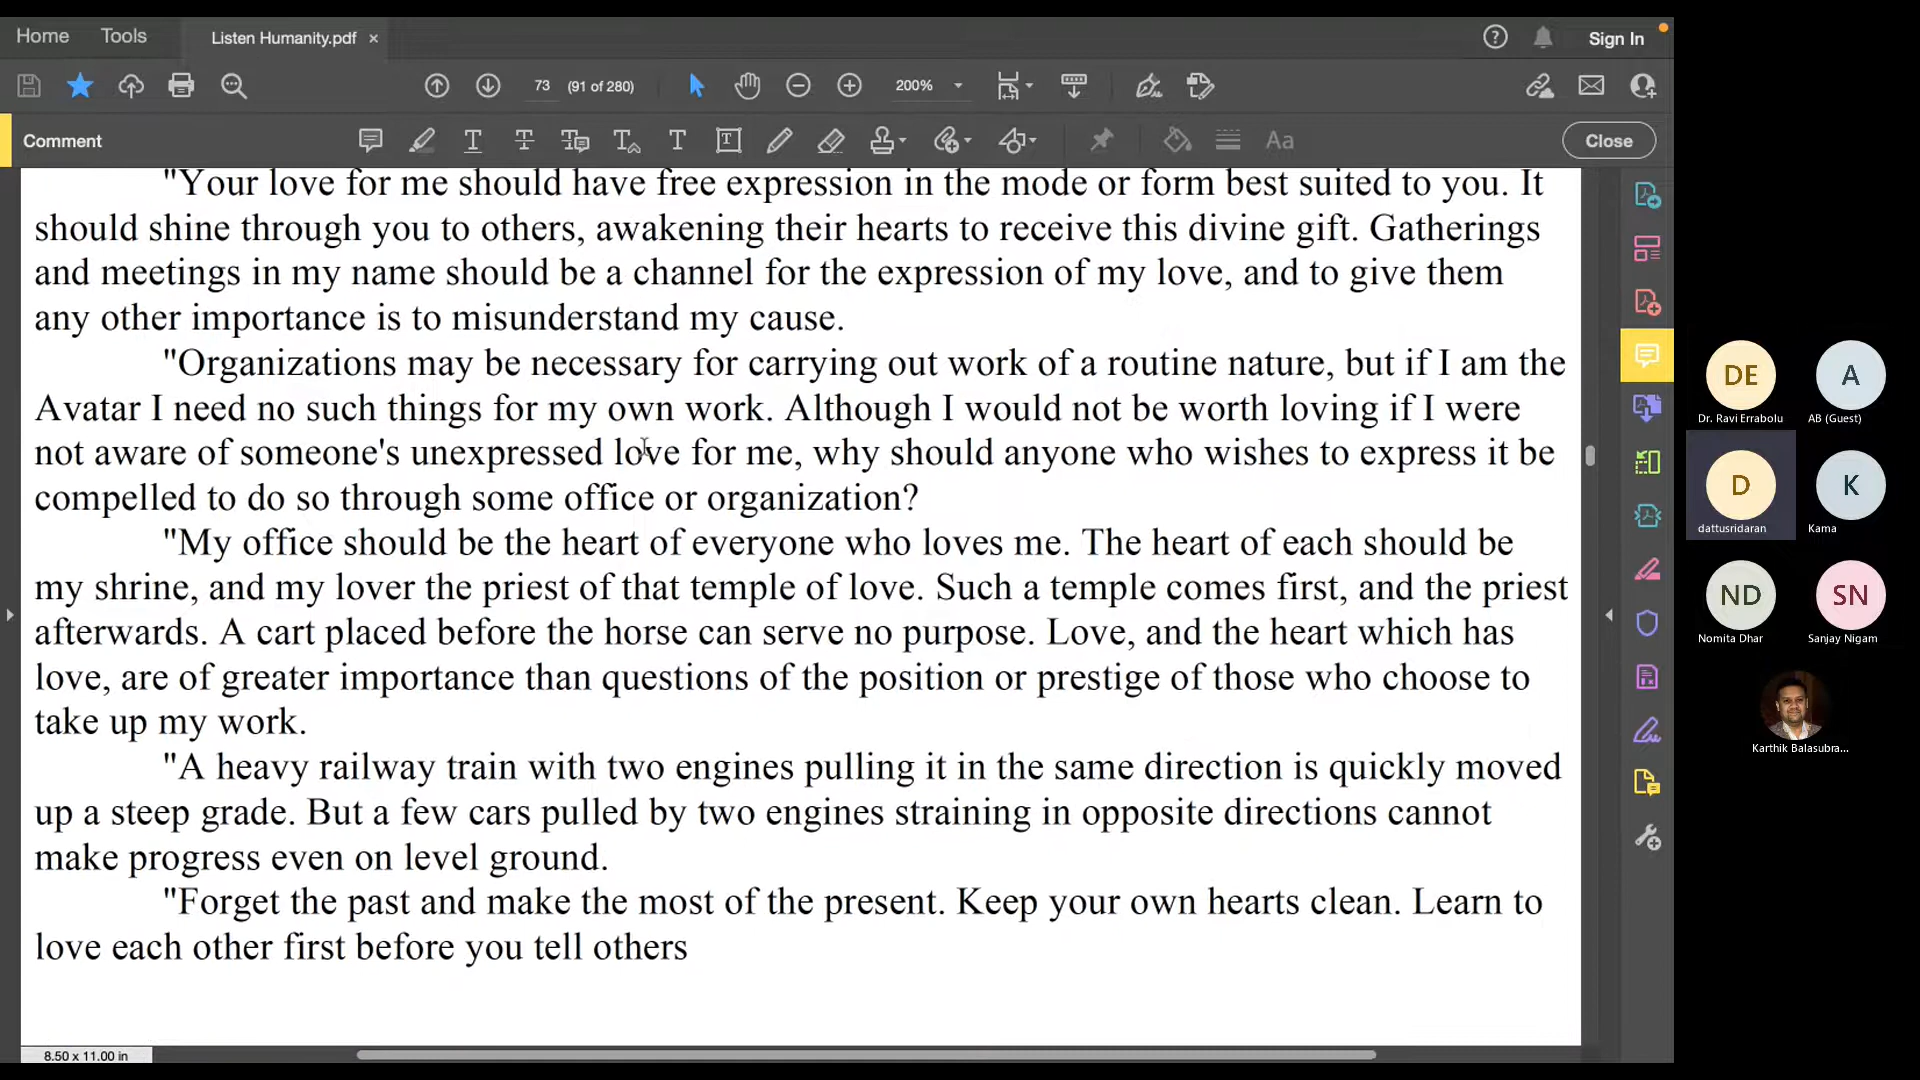 Home
Tools
Listen Humanity.pdf
Sign In
73
(91 of 280)
200%
Comment
Aa
Close
"Your love for me should have free expression in the mode or form best suited to you. It
should shine through you to others, awakening their hearts to receive this divine gift. Gatherings
and meetings in my name should be a channel for the expression of my love, and to give them
any other importance is to misunderstand my cause.
"Organizations may be necessary for carrying out work of a routine nature, but if I am the
Avatar I need no such things for my own work. Although I would not be worth loving if I were
not aware of someone's unexpressed love for me, why should anyone who wishes to express it be
compelled to do so through some office or organization?
"My office should be the heart of everyone who loves me. The heart of each should be
my shrine, and my lover the priest of that temple of love. Such a temple comes first, and the priest
afterwards. A cart placed before the horse can serve no purpose. Love, and the heart which has
love, are of greater importance than questions of the position or prestige of those who choose to
take up my work.
"A heavy railway train with two engines pulling it in the same direction is quickly moved
up a steep grade. But a few cars pulled by two engines straining in opposite directions cannot
make progress even on level ground.
"Forget the past and make the most of the present. Keep your own hearts clean. Learn to
love each other first before you tell others
8.50 x 11.00 in
DE
Dr. Ravi Errabolu
A
AB (Guest)
D
dattusridaran
K
Kama
ND
Nomita Dhar
SN
Sanjay Nigam
Karthik Balasubra...